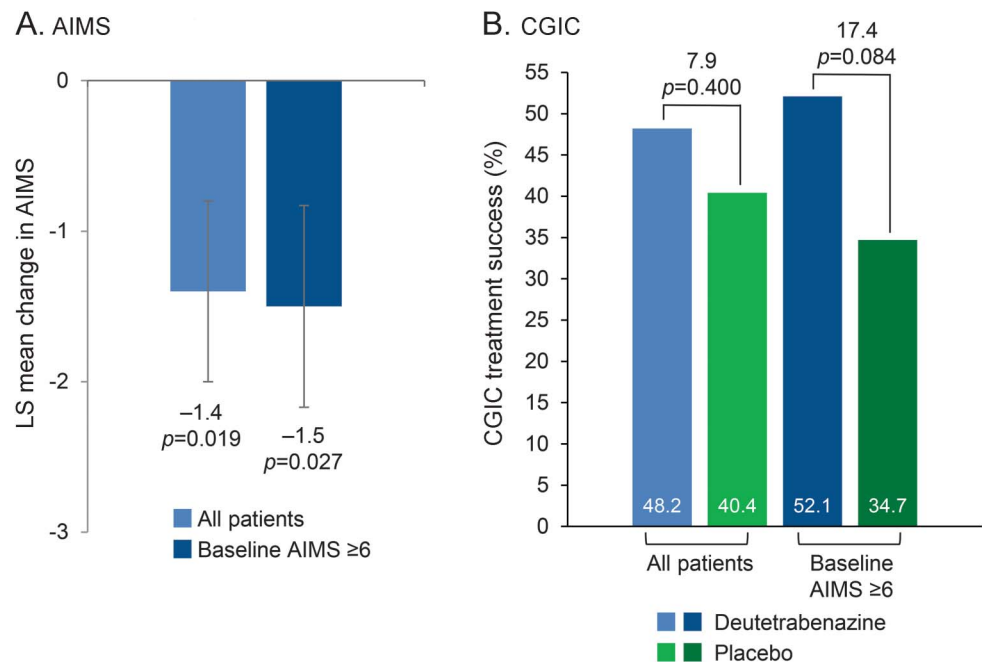 A. AIMS
0
-1
-2
-3
LS mean change in AIMS
–1.4
p=0.019
–1.5
p=0.027
All patients
Baseline AIMS ≥6
B. CGIC
17.4
p=0.084
7.9
p=0.400
55
50
45
40
35
30
25
20
15
10
5
0
CGIC treatment success (%)
48.2
40.4
52.1
34.7
All patients
Baseline
AIMS ≥6
Deutetrabenazine
Placebo